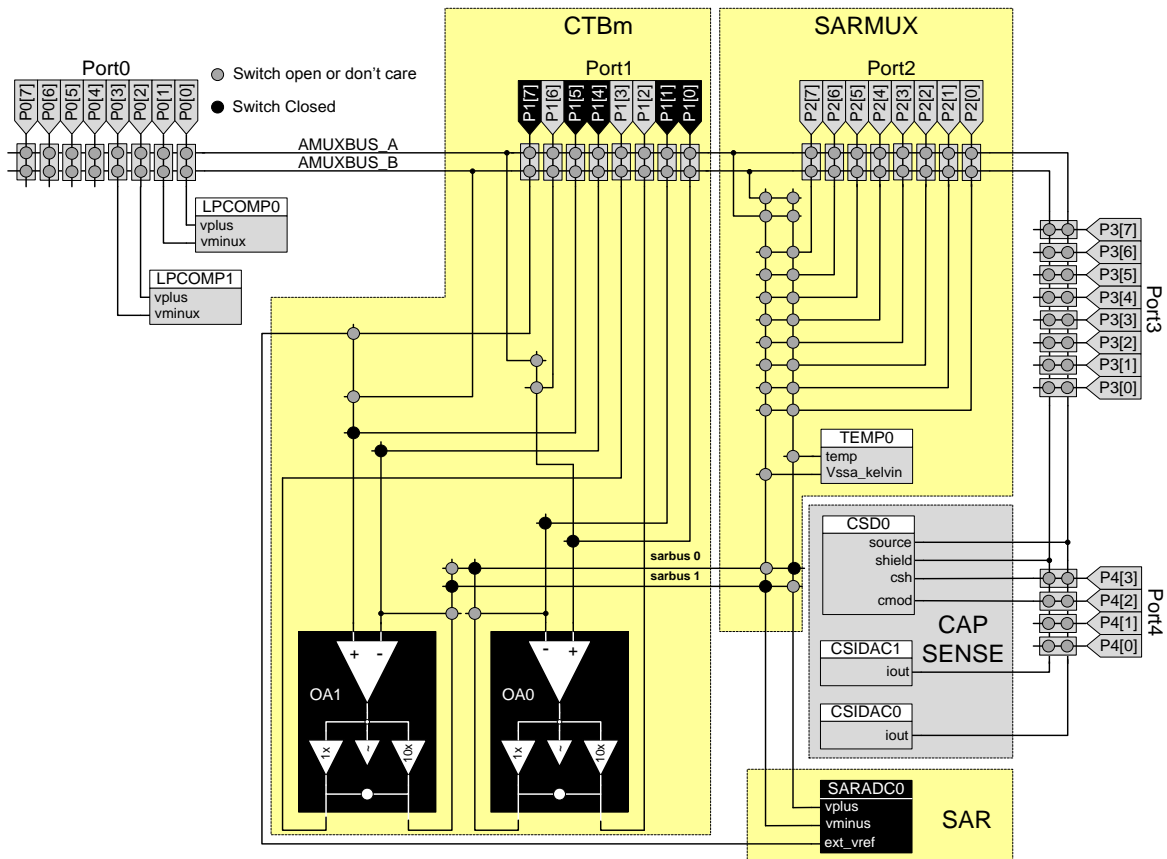 CTBm
SARMUX
Port0
Switch open or don't care
Switch Closed
Port1
Port2
P0[7]
P0[6]
P0[5]
P0[4]
P0[3]
P0[2]
P0[1]
P0[0]
P1[7]
P1[6]
P1[5]
P1[4]
P1[3]
P1[2]
P1[1]
P1[0]
P2[7]
P2[6]
P2[5]
P2[4]
P2[3]
P2[2]
P2[1]
P2[0]
AMUXBUS_A
AMUXBUS_B
LPCOMP0
vplus
vminux
LPCOMP1
vplus
vminux
P3[7]
P3[6]
P3[5]
P3[4]
P3[3]
P3[2]
P3[1]
P3[0]
Port3
TEMP0
temp
Vssa_kelvin
sarbus 0
sarbus 1
CSD0
source
shield
csh
cmod
P4[3]
P4[2]
P4[1]
P4[0]
Port4
CAP
SENSE
CSIDAC1
iout
CSIDAC0
iout
+ -
OA1
1x
~
10x
- +
OA0
1x
~
10x
SARADC0
vplus
vminus
ext_vref
SAR